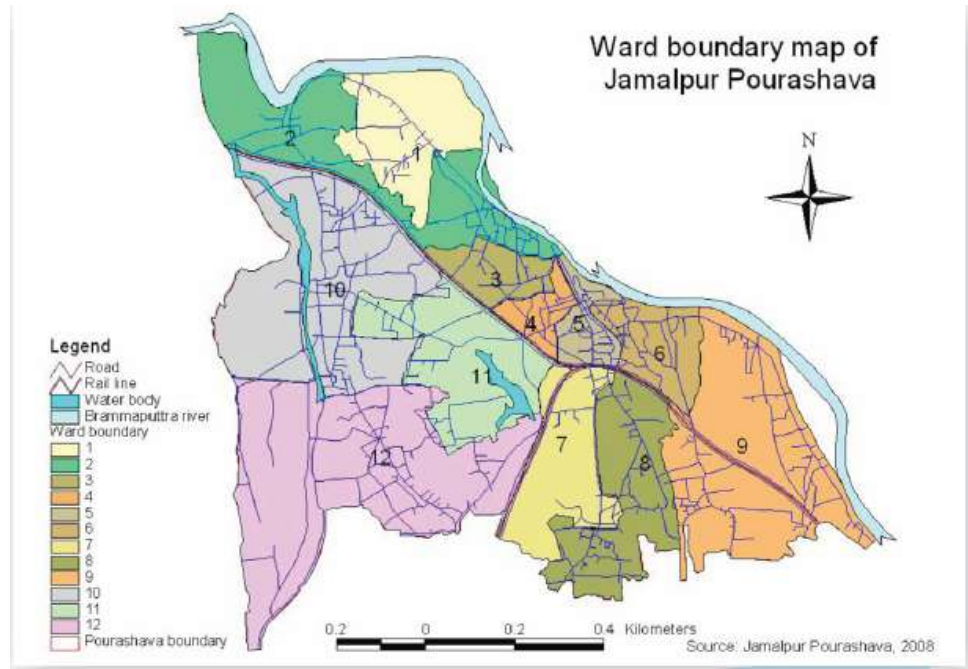 Ward boundary map of
Jamalpur Pourashava
N
1
2
3
4
5
6
7
8
9
10
11
12
Legend
Road
Rail line
Water body
Brammaputtra river
Ward boundary
1
2
3
4
5
6
7
8
9
10
11
12
Pourashava boundary
0.2 0 0.2 0.4 Kilometers
Source: Jamalpur Pourashava, 2008